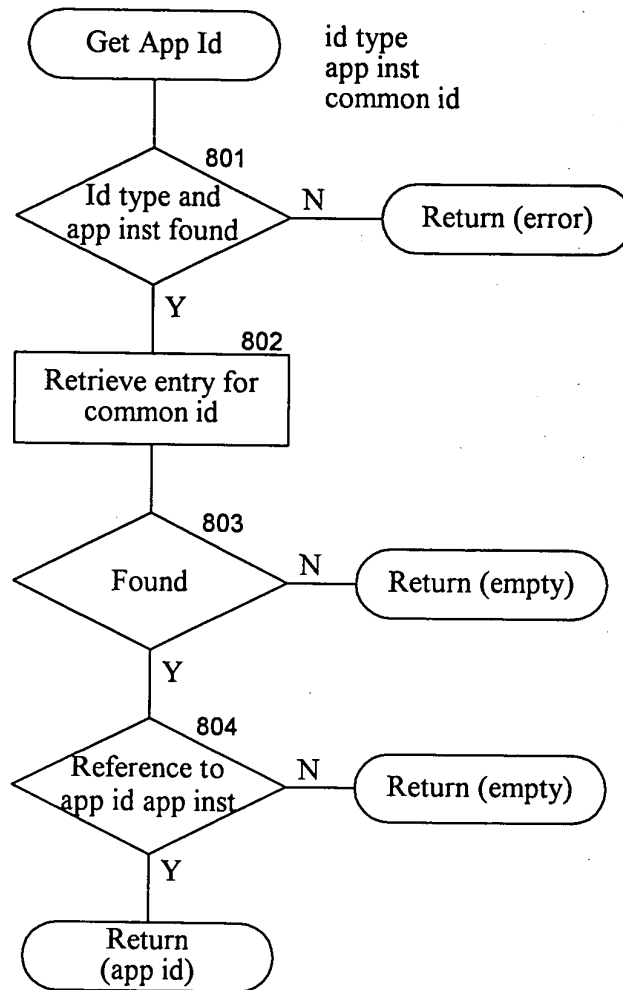 Get App Id
id type
app inst
common id
801
Id type and
app inst found
N
Return (error)
Y
802
Retrieve entry for
common id
803
Found
N
Return (empty)
Y
804
Reference to
app id app inst
N
Return (empty)
Y
Return
(app id)